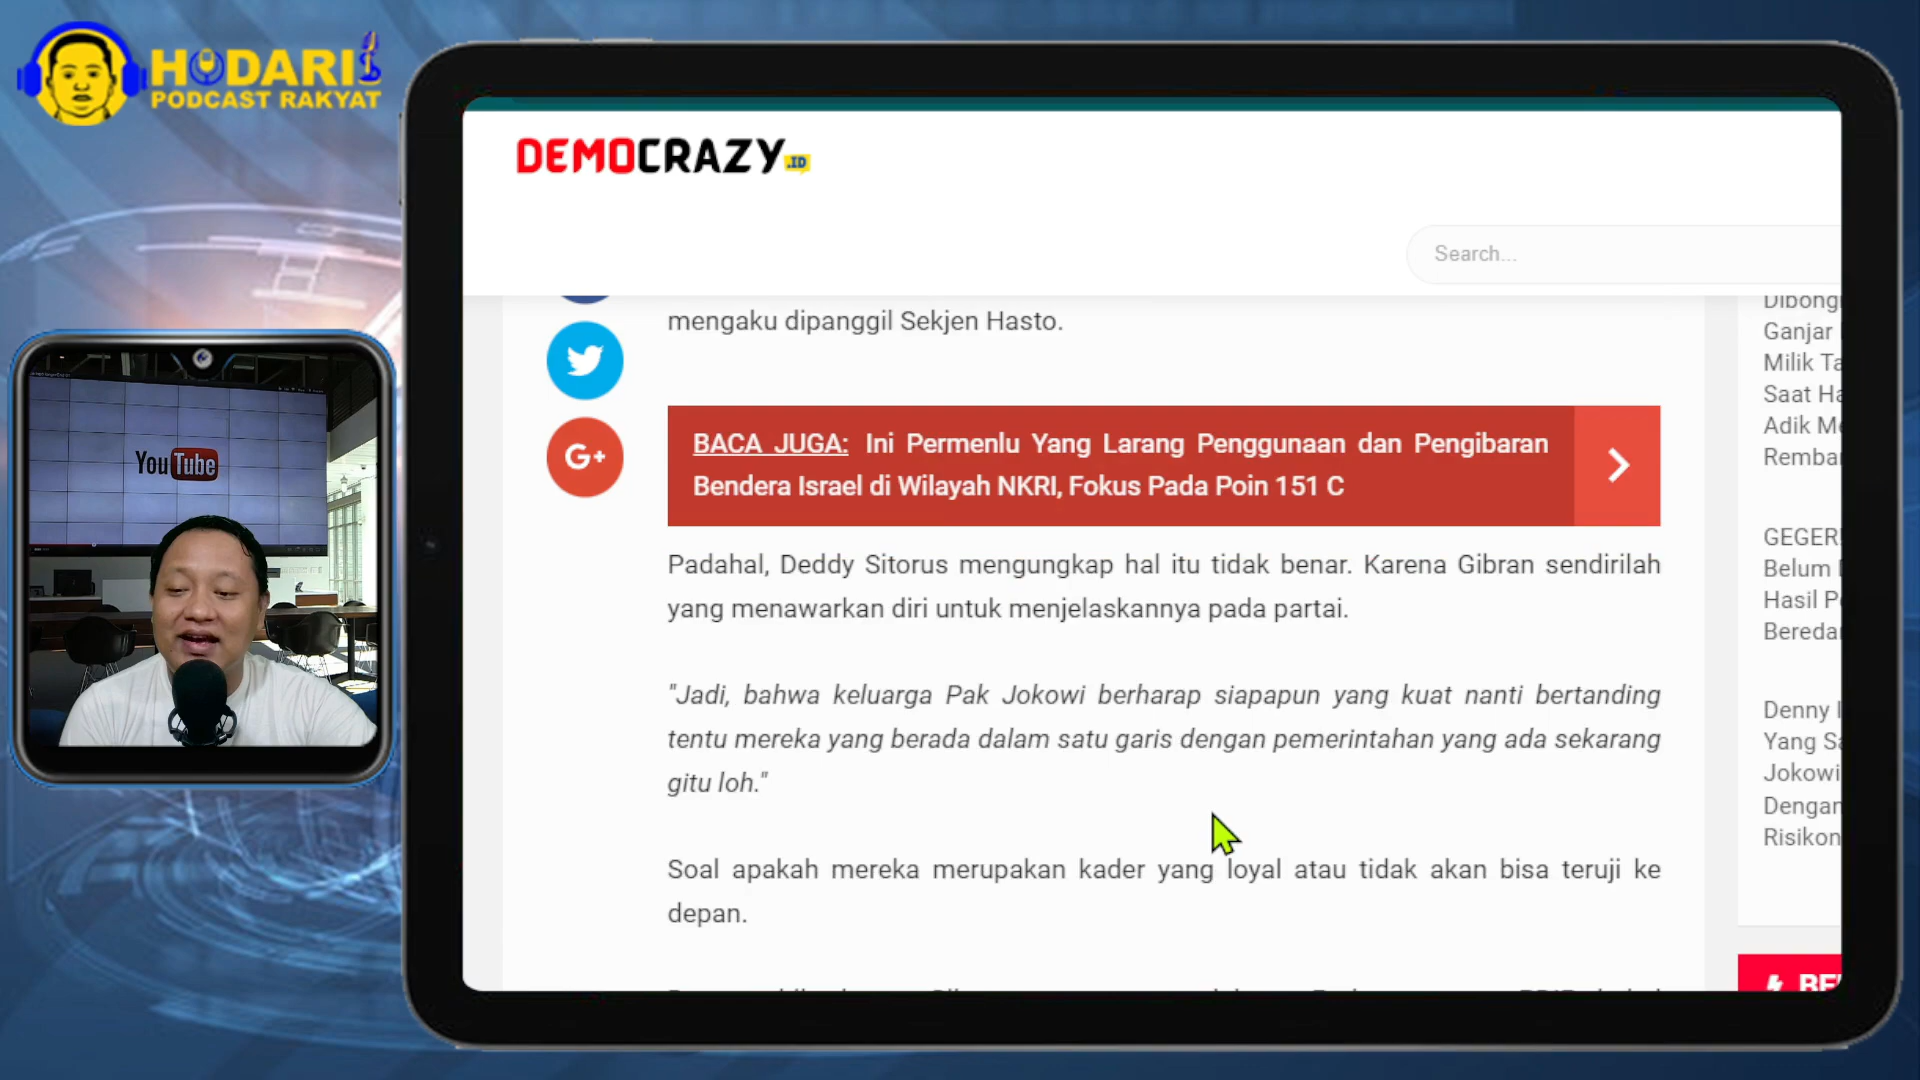 HODARI
PODCAST RAKYAT
YouTube
DEMOCRAZY.ID
Search...
mengaku dipanggil Sekjen Hasto.
G+
BACA JUGA: Ini Permenlu Yang Larang Penggunaan dan Pengibaran
Bendera Israel di Wilayah NKRI, Fokus Pada Poin 151 C
Padahal, Deddy Sitorus mengungkap hal itu tidak benar. Karena Gibran sendirilah
yang menawarkan diri untuk menjelaskannya pada partai.
"Jadi, bahwa keluarga Pak Jokowi berharap siapapun yang kuat nanti bertanding
tentu mereka yang berada dalam satu garis dengan pemerintahan yang ada sekarang
gitu loh."
Soal apakah mereka merupakan kader yang loyal atau tidak akan bisa teruji ke
depan.
Ganjar
Milik
Saat
Adik
GEGER!
Belum
Hasil
Denny
Yang
Jokowi